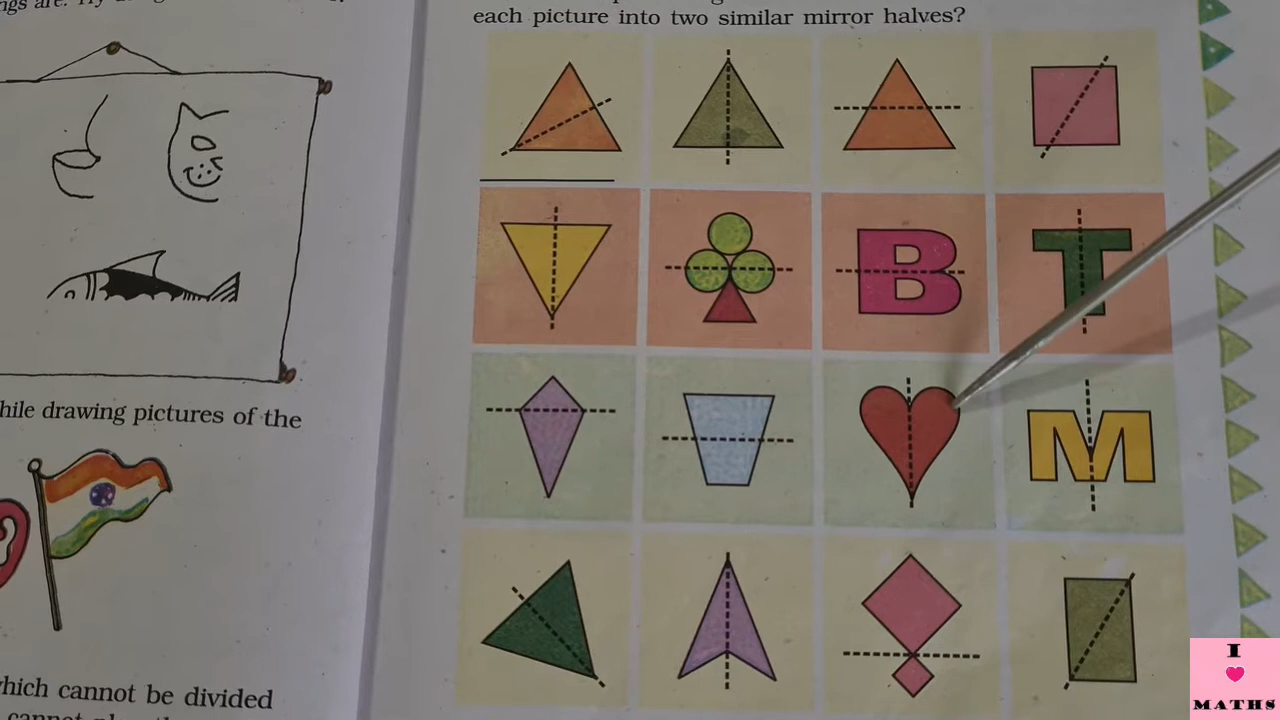 each picture into two similar mirror halves?
B T
M
hile drawing pictures of the
hich cannot be divided
I
MATHS